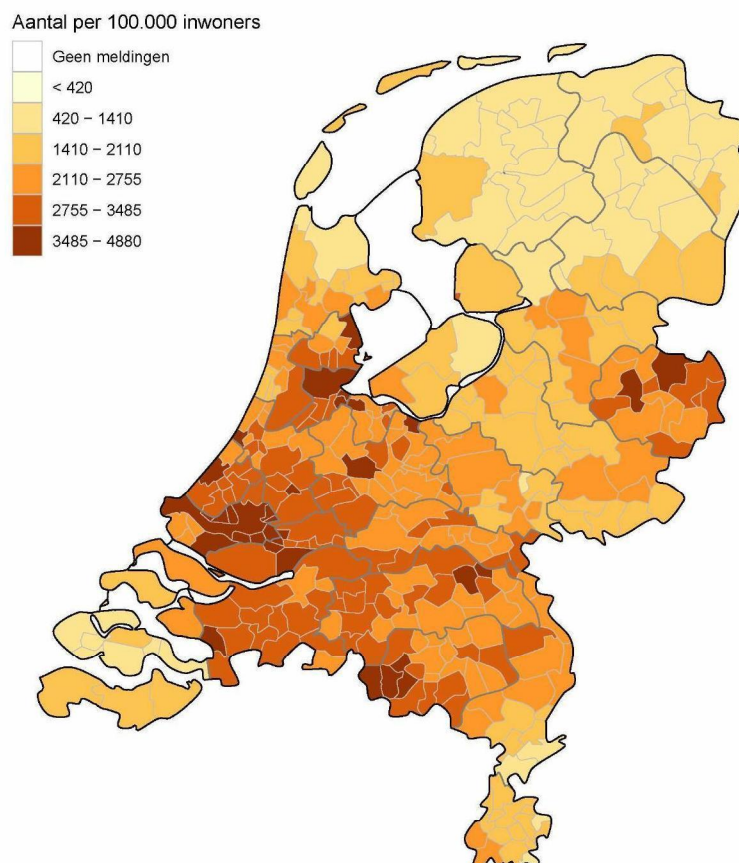 Aantal per 100.000 inwoners
Geen meldingen
< 420
420 − 1410
1410 − 2110
2110 − 2755
2755 − 3485
3485 − 4880